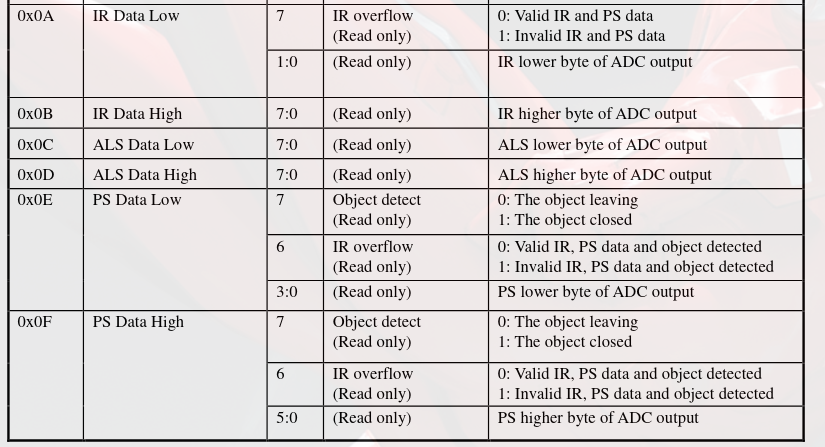 0x0A IR Data Low 7 IR overflow 0: Valid IR and PS data
(Read only) 1: Invalid IR and PS data
1:0 (Read only) IR lower byte of ADC output
0x0B IR Data High 7:0 (Read only) IR higher byte of ADC output
0x0C ALS Data Low 7:0 (Read only) ALS lower byte of ADC output
0x0D ALS Data High 7:0 (Read only) ALS higher byte of ADC output
0x0E PS Data Low 7 Object detect 0: The object leaving
(Read only) 1: The object closed
6 IR overflow 0: Valid IR, PS data and object detected
(Read only) 1: Invalid IR, PS data and object detected
3:0 (Read only) PS lower byte of ADC output
0x0F PS Data High 7 Object detect 0: The object leaving
(Read only) 1: The object closed
6 IR overflow 0: Valid IR, PS data and object detected
(Read only) 1: Invalid IR, PS data and object detected
5:0 (Read only) PS higher byte of ADC output